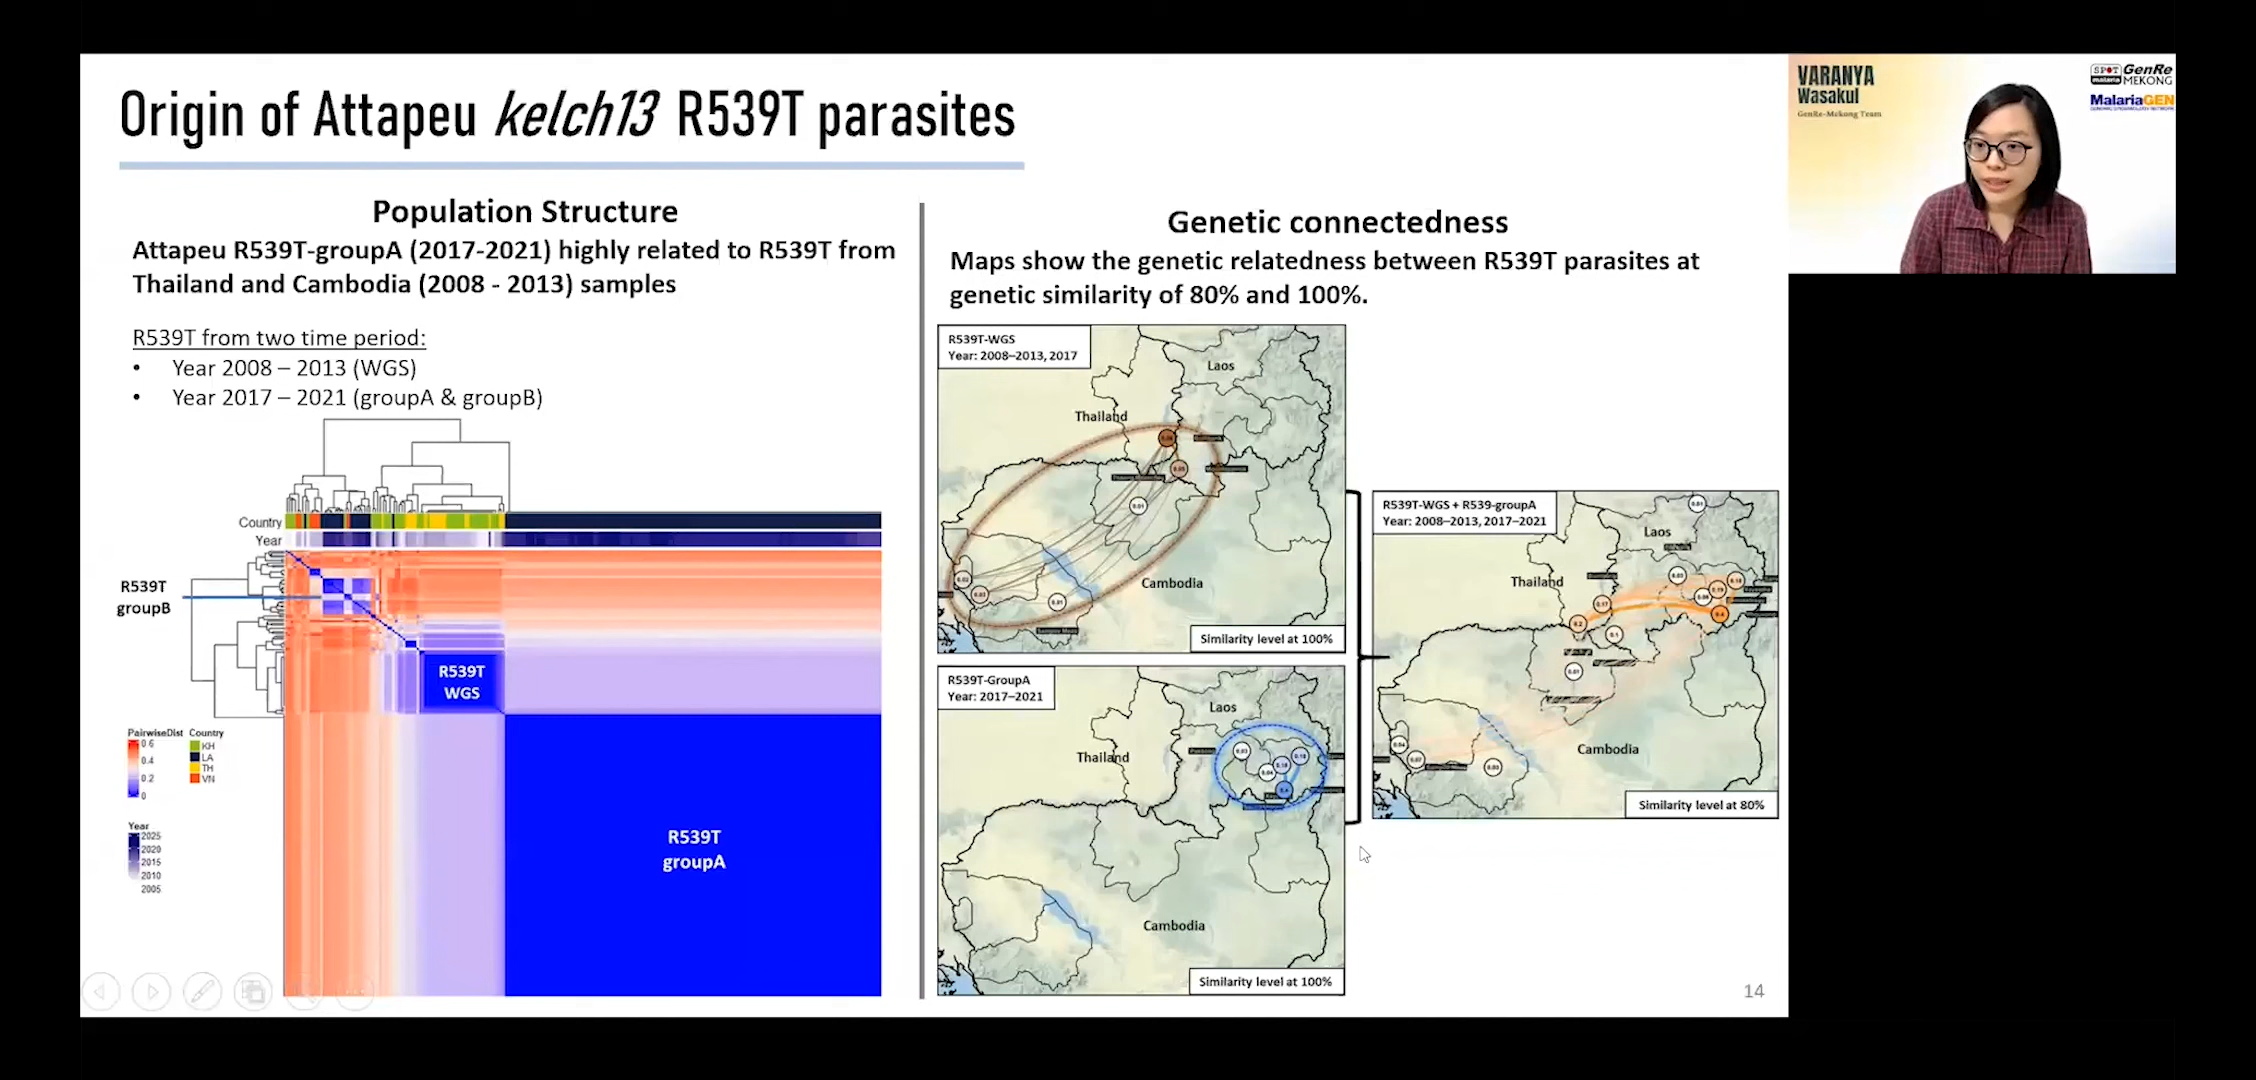 Origin of Attapeu kelch13 R539T parasites
Population Structure
Attapeu R539T-groupA (2017-2021) highly related to R539T from
Thailand and Cambodia (2008 - 2013) samples
R539T from two time period:
• Year 2008 – 2013 (WGS)
• Year 2017 – 2021 (groupA & groupB)
Country
Year
R539T
groupB
R539T
WGS
R539T
groupA
PairwiseDist
0.6
0.4
0.2
0
Country
KH
LA
TH
VN
Year
2025
2020
2015
2010
2005
Genetic connectedness
Maps show the genetic relatedness between R539T parasites at
genetic similarity of 80% and 100%.
R539T-WGS
Year: 2008–2013, 2017
Laos
Thailand
Cambodia
Similarity level at 100%
R539T-GroupA
Year: 2017–2021
Laos
Thailand
Cambodia
Similarity level at 100%
R539T-WGS + R539-groupA
Year: 2008–2013, 2017–2021
Laos
Thailand
Cambodia
Similarity level at 80%
14
VARANYA
Wasakul
GenRe-Mekong Team
SPOT
malaria
GenRe
MEKONG
MalariaGEN